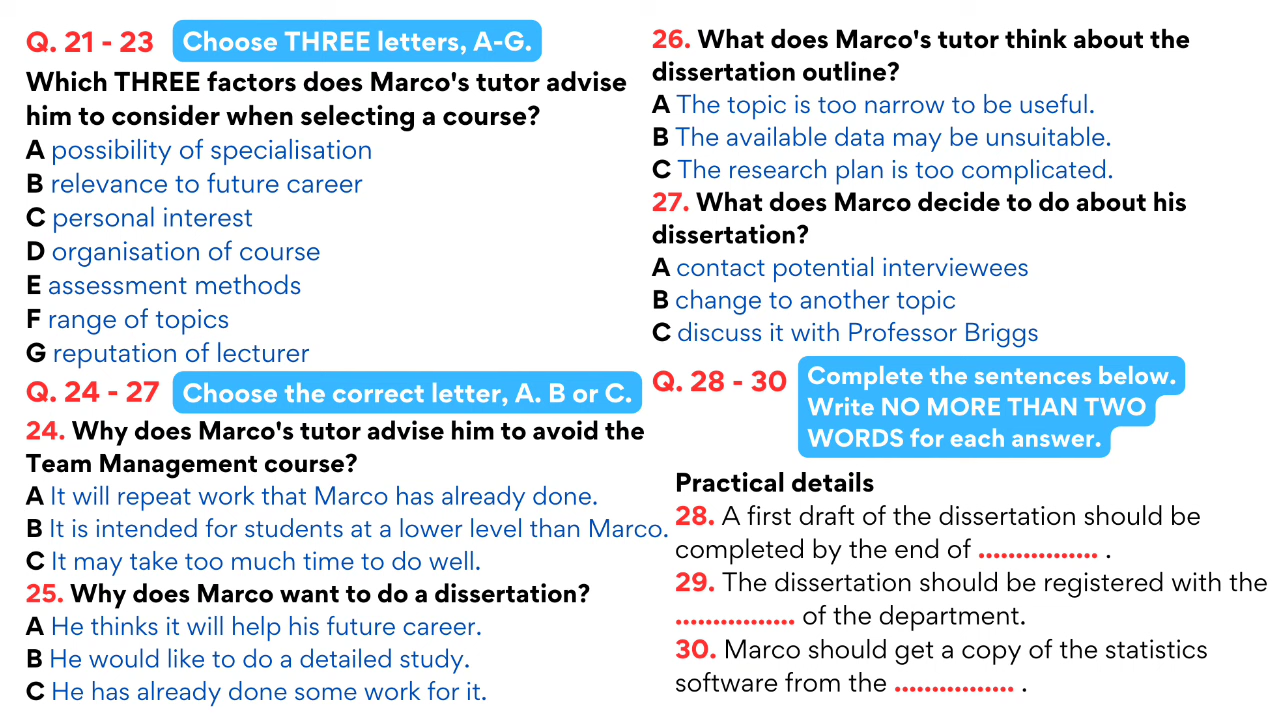 Q. 21 - 23 Choose THREE letters, A-G.
Which THREE factors does Marco's tutor advise
him to consider when selecting a course?
A possibility of specialisation
B relevance to future career
C personal interest
D organisation of course
E assessment methods
F range of topics
G reputation of lecturer
Q. 24 - 27 Choose the correct letter, A. B or C.
24. Why does Marco's tutor advise him to avoid the
Team Management course?
A It will repeat work that Marco has already done.
B It is intended for students at a lower level than Marco.
C It may take too much time to do well.
25. Why does Marco want to do a dissertation?
A He thinks it will help his future career.
B He would like to do a detailed study.
C He has already done some work for it.
26. What does Marco's tutor think about the
dissertation outline?
A The topic is too narrow to be useful.
B The available data may be unsuitable.
C The research plan is too complicated.
27. What does Marco decide to do about his
dissertation?
A contact potential interviewees
B change to another topic
C discuss it with Professor Briggs
Q. 28 - 30 Complete the sentences below.
Write NO MORE THAN TWO
WORDS for each answer.
Practical details
28. A first draft of the dissertation should be
completed by the end of ................ .
29. The dissertation should be registered with the
................ of the department.
30. Marco should get a copy of the statistics
software from the ................ .